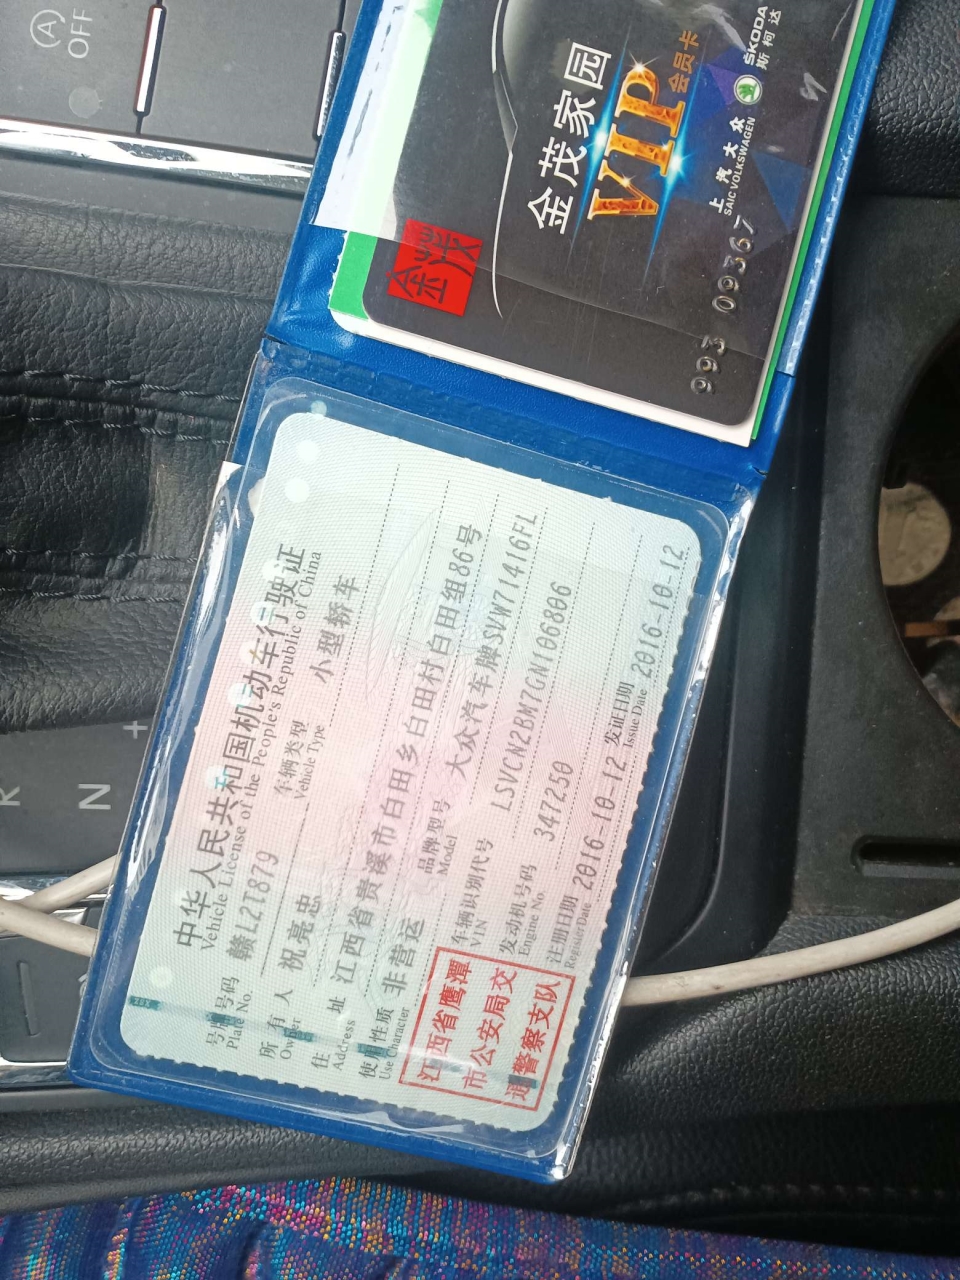 中华人民共和国机动车行驶证
Vehicle License of the People's Republic of China
号牌号码 赣L2T879 车辆类型 小型轿车
Plate No. Vehicle Type
所有人 祝亮忠
Owner
住址 江西省贵溪市白田乡白田村白田组86号
Address
使用性质 非营运 品牌型号 大众汽车牌SVW71416FL
Use Character Model
车辆识别代号 LSVCN2BM7GN106806
VIN
发动机号码 347250
Engine No.
注册日期 2016-10-12 发证日期 2016-10-12
Register Date Issue Date
江西省鹰潭
市公安局交
通警察支队
金茂家园
VIP 会员卡
金茂
上汽大众 斯柯达
SAIC VOLKSWAGEN ŠKODA
993 09367
A
OFF
N
+